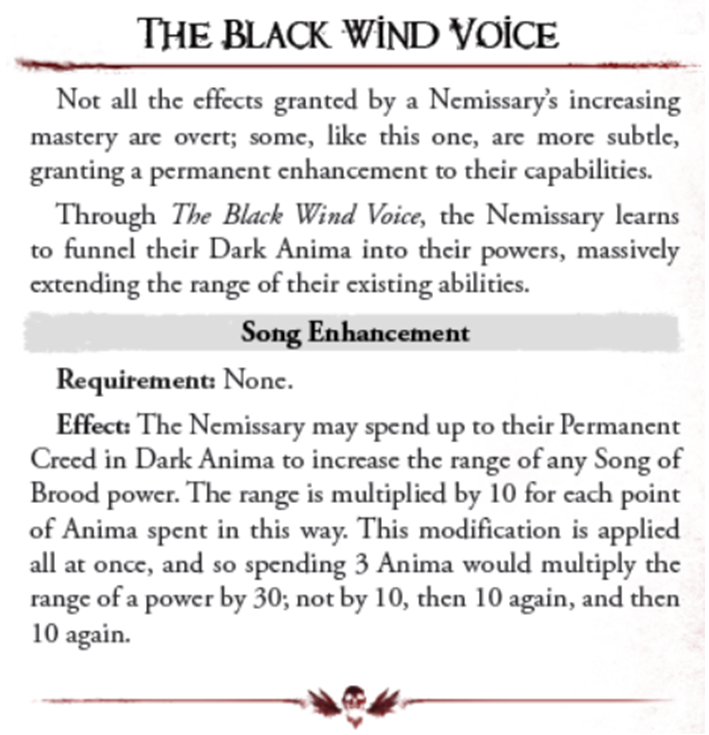 THE BLACK WIND VOICE
Not all the effects granted by a Nemissary's increasing
mastery are overt; some, like this one, are more subtle,
granting a permanent enhancement to their capabilities.
Through The Black Wind Voice, the Nemissary learns
to funnel their Dark Anima into their powers, massively
extending the range of their existing abilities.
Song Enhancement
Requirement: None.
Effect: The Nemissary may spend up to their Permanent
Creed in Dark Anima to increase the range of any Song of
Brood power. The range is multiplied by 10 for each point
of Anima spent in this way. This modification is applied
all at once, and so spending 3 Anima would multiply the
range of a power by 30; not by 10, then 10 again, and then
10 again.